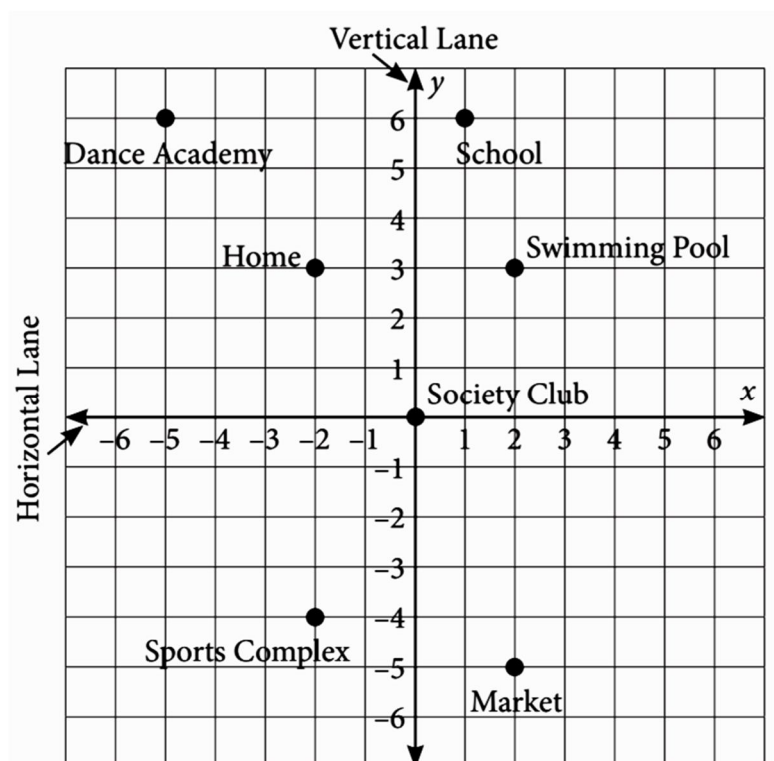 Vertical Lane
y
6
Dance Academy
School
5
4
Home
Swimming Pool
3
2
1
Society Club
x
Horizontal Lane
–6 –5 –4 –3 –2 –1 1 2 3 4 5 6
–1
–2
–3
–4
Sports Complex
–5
Market
–6